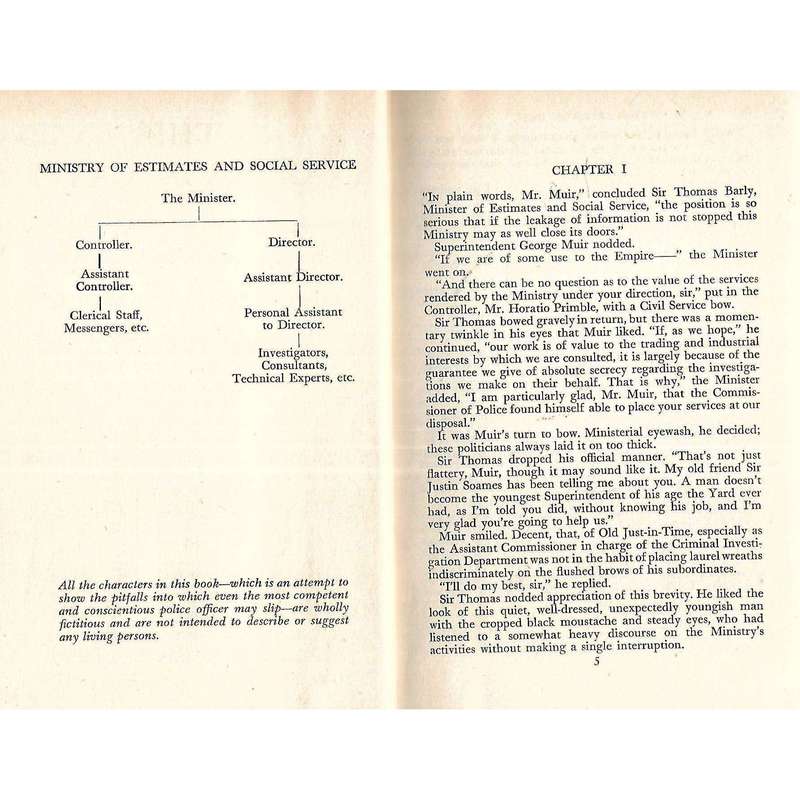 MINISTRY OF ESTIMATES AND SOCIAL SERVICE
The Minister.
Controller.
Assistant
Controller.
Clerical Staff,
Messengers, etc.
Director.
Assistant Director.
Personal Assistant
to Director.
Investigators,
Consultants,
Technical Experts, etc.
All the characters in this book—which is an attempt to
show the pitfalls into which even the most competent
and conscientious police officer may slip—are wholly
fictitious and are not intended to describe or suggest
any living persons.
CHAPTER I
“IN plain words, Mr. Muir,” concluded Sir Thomas Barly,
Minister of Estimates and Social Service, “the position is so
serious that if the leakage of information is not stopped this
Ministry may as well close its doors.”
Superintendent George Muir nodded.
“If we are of some use to the Empire——” the Minister
went on.
“And there can be no question as to the value of the services
rendered by the Ministry under your direction, sir,” put in the
Controller, Mr. Horatio Primble, with a Civil Service bow.
Sir Thomas bowed gravely in return, but there was a momen-
tary twinkle in his eyes that Muir liked. “If, as we hope,” he
continued, “our work is of value to the trading and industrial
interests by which we are consulted, it is largely because of the
guarantee we give of absolute secrecy regarding the investiga-
tions we make on their behalf. That is why,” the Minister
added, “I am particularly glad, Mr. Muir, that the Commis-
sioner of Police found himself able to place your services at our
disposal.”
It was Muir’s turn to bow. Ministerial eyewash, he decided;
these politicians always laid it on too thick.
Sir Thomas dropped his official manner. “That’s not just
flattery, Muir, though it may sound like it. My old friend Sir
Justin Soames has been telling me about you. A man doesn’t
become the youngest Superintendent of his age the Yard ever
had, as I’m told you did, without knowing his job, and I’m
very glad you’re going to help us.”
Muir smiled. Decent, that, of Old Just-in-Time, especially as
the Assistant Commissioner in charge of the Criminal Investi-
gation Department was not in the habit of placing laurel wreaths
indiscriminately on the flushed brows of his subordinates.
“I’ll do my best, sir,” he replied.
Sir Thomas nodded appreciation of this brevity. He liked the
look of this quiet, well-dressed, unexpectedly youngish man
with the cropped black moustache and steady eyes, who had
listened to a somewhat heavy discourse on the Ministry’s
activities without making a single interruption.
5